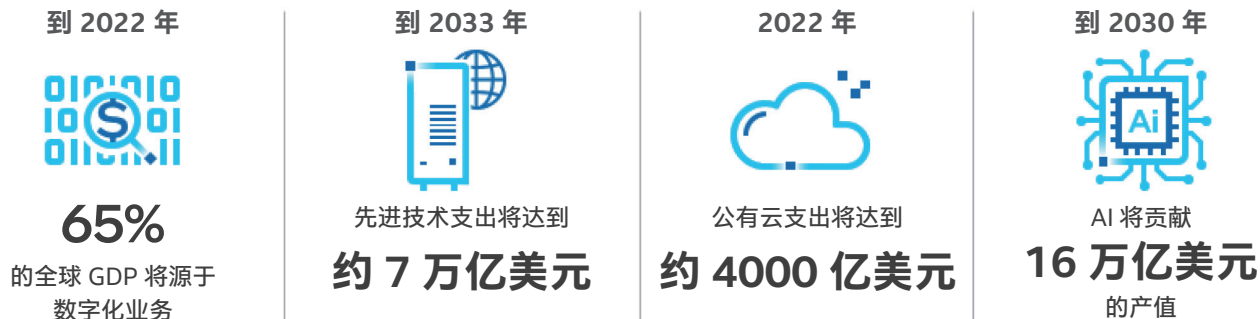 到 2022 年
65%
的全球 GDP 将源于
数字化业务
到 2033 年
先进技术支出将达到
约 7 万亿美元
2022 年
公有云支出将达到
约 4000 亿美元
到 2030 年
Ai
AI 将贡献
16 万亿美元
的产值